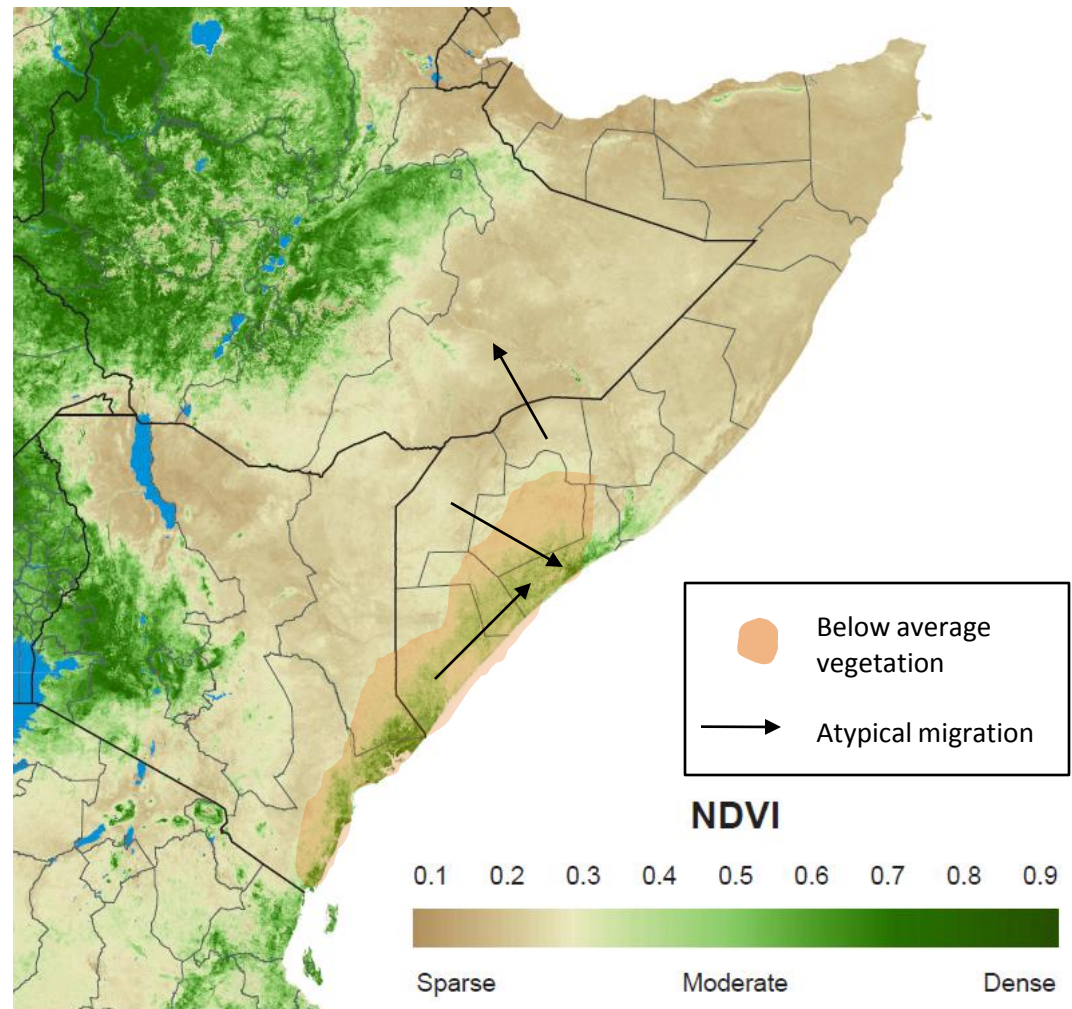 Below average
vegetation
Atypical migration
NDVI
0.1 0.2 0.3 0.4 0.5 0.6 0.7 0.8 0.9
Sparse Moderate Dense